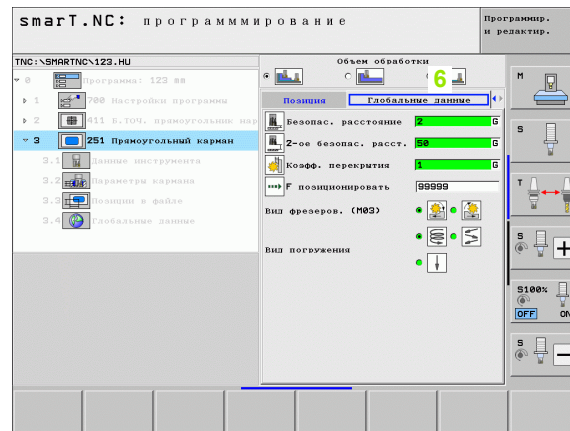 smarT.NC: программмирование
Программир.
и редактир.
TNC:\SMARTNC\123.HU
0 Программа: 123 mm
1 700 Настройки программы
2 411 Б.точ. прямоугольник нар
3 251 Прямоугольный карман
3.1 Данные инструмента
3.2 Параметры кармана
3.3 Позиции в файле
3.4 Глобальные данные
Объем обработки
6
Позиция
Глобальные данные
Безопас. расстояние 2 G
2-ое безопас. расст. 50 G
Коэфф. перекрытия 1 G
F позиционировать 99999
Вид фрезеров. (M03)
Вид погружения
M
S
T
S
S100%
OFF ON
S